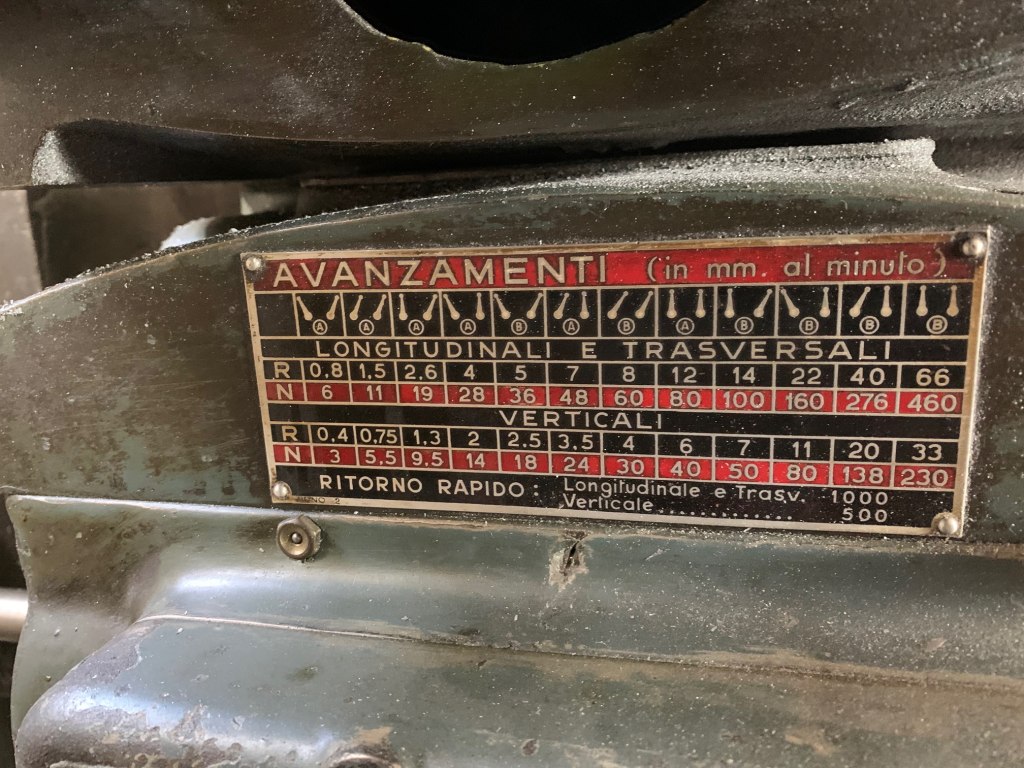 AVANZAMENTI (in mm. al minuto)
A A A A B A B A B B B B
LONGITUDINALI E TRASVERSALI
R 0.8 1.5 2.6 4 5 7 8 12 14 22 40 66
N 6 11 19 28 36 48 60 80 100 160 276 460
VERTICALI
R 0.4 0.75 1.3 2 2.5 3.5 4 6 7 11 20 33
N 3 5.5 9.5 14 18 24 30 40 50 80 138 230
RITORNO RAPIDO: Longitudinale e Trasv. 1000
Verticale............. 500